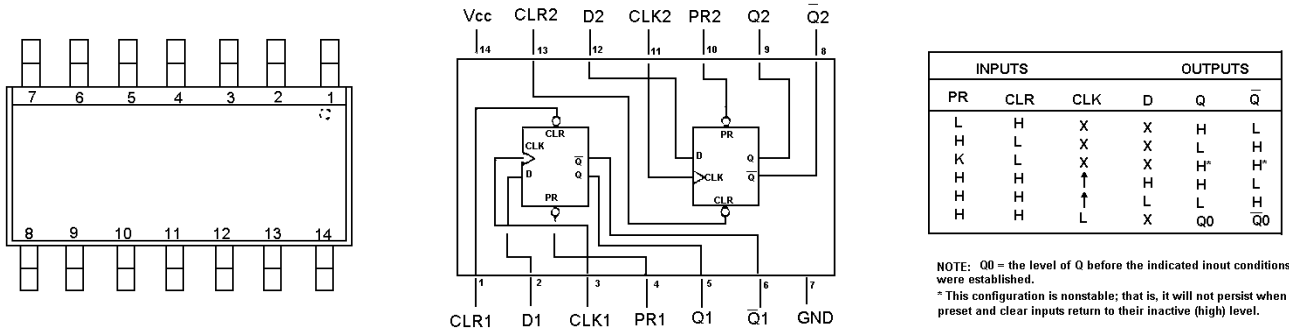 7 6 5 4 3 2 1
8 9 10 11 12 13 14
Vcc CLR2 D2 CLK2 PR2 Q2 Q̅2
14 13 12 11 10 9 8
CLR
CLK
D
Q̅
Q
PR
PR
D
Q
CLK
Q̅
CLR
1 2 3 4 5 6 7
CLR1 D1 CLK1 PR1 Q1 Q̅1 GND
INPUTS OUTPUTS
PR CLR CLK D Q Q̅
L H X X H L
H L X X L H
K L X X H* H*
H H ↑ H H L
H H ↑ L L H
H H L X Q0 Q̅0
NOTE: Q0 = the level of Q before the indicated inout conditions
were established.
* This configuration is nonstable; that is, it will not persist when
preset and clear inputs return to their inactive (high) level.